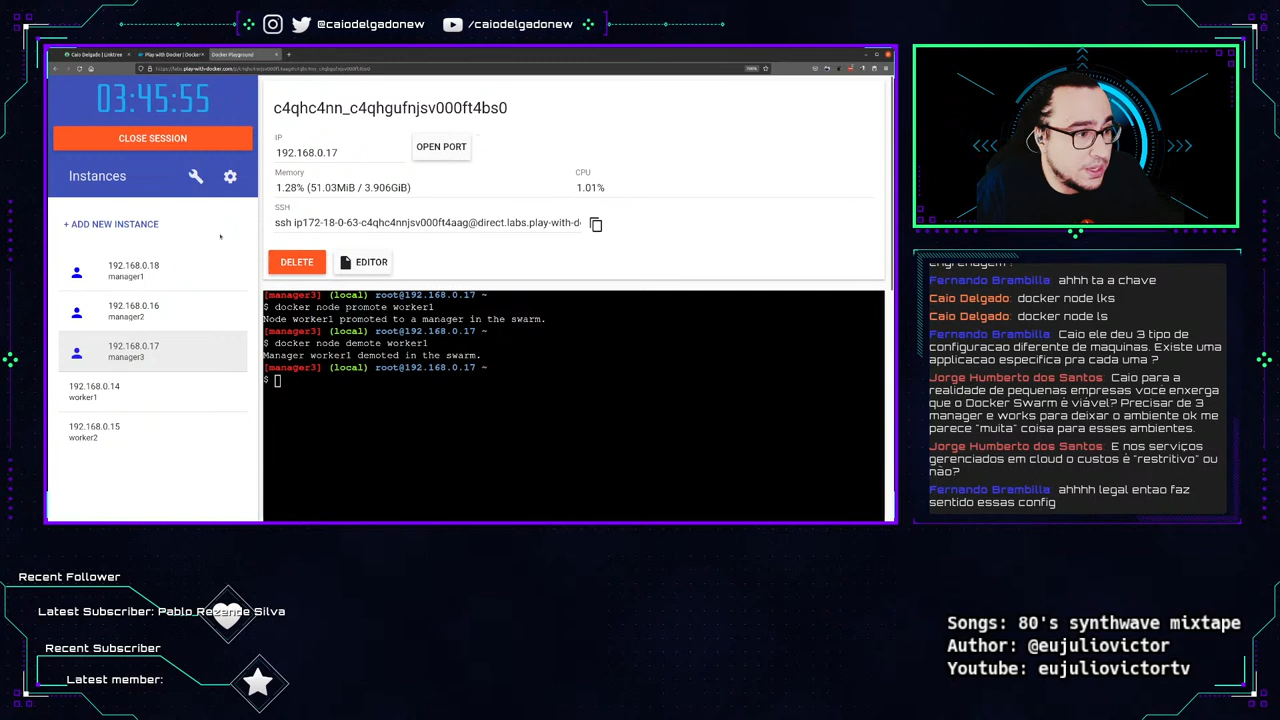 @caiodelgadonew
/caiodelgadonew
Caio Delgado | Linktree
Play with Docker | Docker
Docker Playground
03:45:55
CLOSE SESSION
Instances
+ ADD NEW INSTANCE
192.168.0.18
manager1
192.168.0.16
manager2
192.168.0.17
manager3
192.168.0.14
worker1
192.168.0.15
worker2
c4qhc4nn_c4qhgufnjsv000ft4bs0
IP
192.168.0.17
OPEN PORT
Memory
1.28% (51.03MiB / 3.906GiB)
CPU
1.01%
SSH
ssh ip172-18-0-63-c4qhc4nnjsv000ft4aag@direct.labs.play-with-d
DELETE
EDITOR
[manager3] (local) root@192.168.0.17 ~
$ docker node promote worker1
Node worker1 promoted to a manager in the swarm.
[manager3] (local) root@192.168.0.17 ~
$ docker node demote worker1
Manager worker1 demoted in the swarm.
[manager3] (local) root@192.168.0.17 ~
$
engrenagem ?
Fernando Brambilla: ahhh ta a chave
Caio Delgado: docker node lks
Caio Delgado: docker node ls
Fernando Brambilla: Caio ele deu 3 tipo de
configuracao diferente de maquinas. Existe uma
applicacao especifica pra cada uma ?
Jorge Humberto dos Santos: Caio para a
realidade de pequenas empresas você enxerga
que o Docker Swarm é viável? Precisar de 3
manager e works para deixar o ambiente ok me
parece "muita" coisa para esses ambientes.
Jorge Humberto dos Santos: E nos serviços
gerenciados em cloud o custos é "restritivo" ou
não?
Fernando Brambilla: ahhhh legal entao faz
sentido essas config
Recent Follower
Latest Subscriber: Pablo Rezende Silva
Recent Subscriber
Latest member:
Songs: 80's synthwave mixtape
Author: @eujuliovictor
Youtube: eujuliovictortv